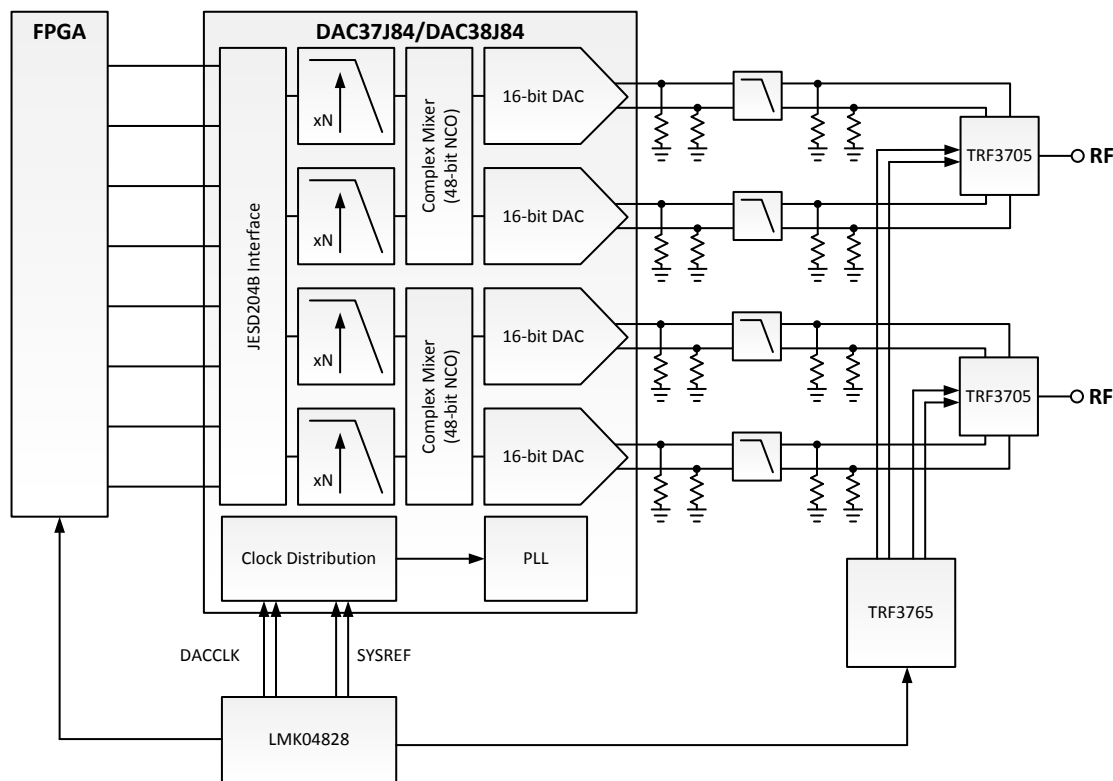 FPGA
DAC37J84/DAC38J84
JESD204B Interface
xN
Complex Mixer
(48-bit NCO)
16-bit DAC
xN
16-bit DAC
xN
Complex Mixer
(48-bit NCO)
16-bit DAC
xN
16-bit DAC
TRF3705
RF
TRF3705
RF
Clock Distribution
PLL
TRF3765
DACCLK
SYSREF
LMK04828